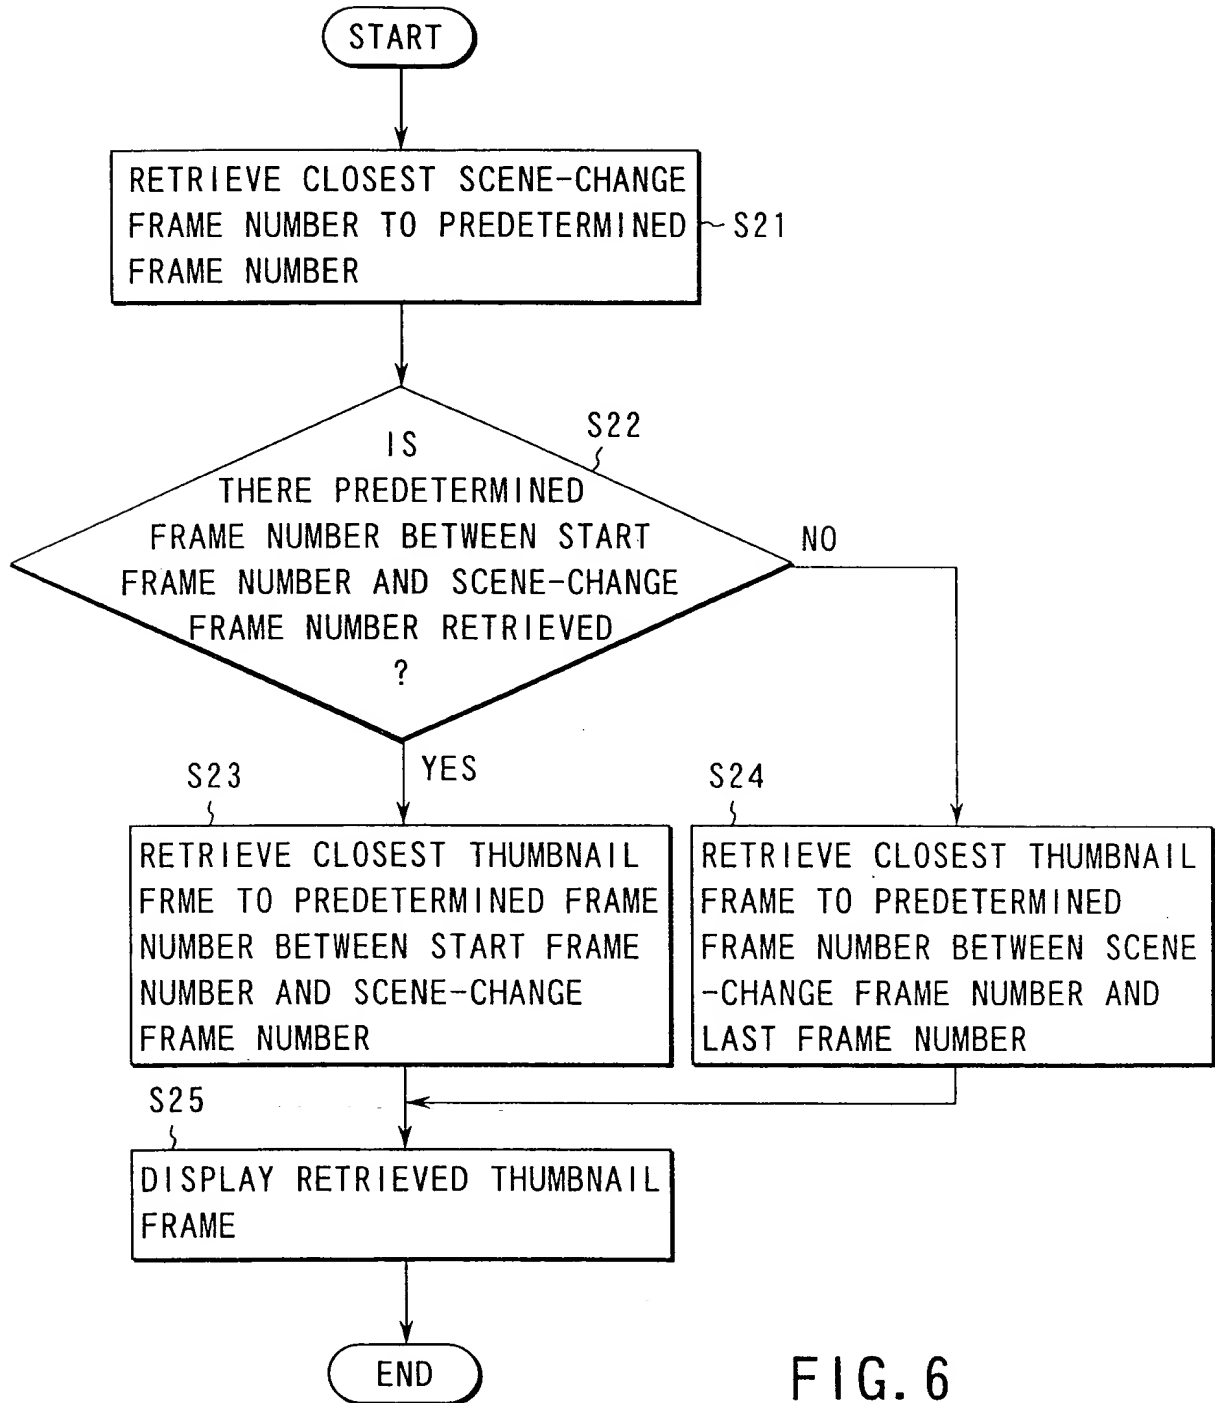 START
RETRIEVE CLOSEST SCENE-CHANGE
FRAME NUMBER TO PREDETERMINED
FRAME NUMBER
S21
S22
IS
THERE PREDETERMINED
FRAME NUMBER BETWEEN START
FRAME NUMBER AND SCENE-CHANGE
FRAME NUMBER RETRIEVED
?
NO
YES
S23
RETRIEVE CLOSEST THUMBNAIL
FRME TO PREDETERMINED FRAME
NUMBER BETWEEN START FRAME
NUMBER AND SCENE-CHANGE
FRAME NUMBER
S24
RETRIEVE CLOSEST THUMBNAIL
FRAME TO PREDETERMINED
FRAME NUMBER BETWEEN SCENE
-CHANGE FRAME NUMBER AND
LAST FRAME NUMBER
S25
DISPLAY RETRIEVED THUMBNAIL
FRAME
END
FIG. 6